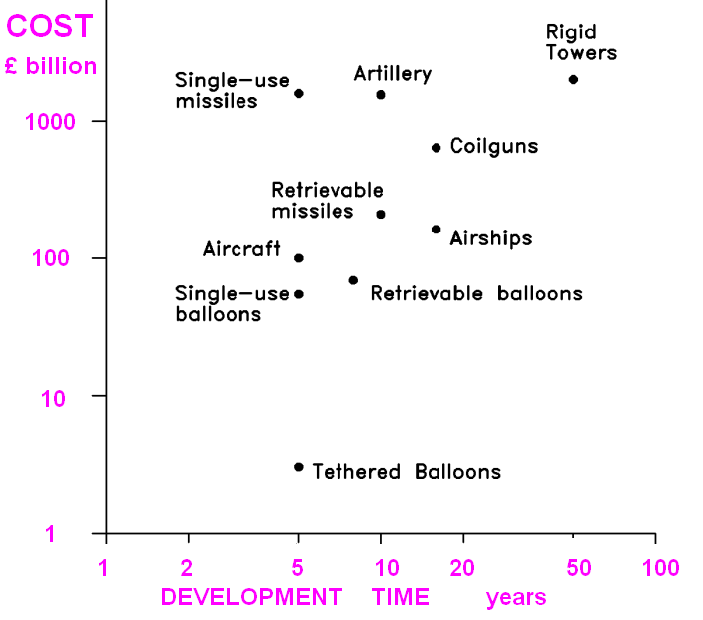 COST
£ billion
Rigid
Towers
Single-use
missiles
Artillery
1000
Coilguns
Retrievable
missiles
Airships
Aircraft
100
Single-use
balloons
Retrievable balloons
10
Tethered Balloons
1
1 2 5 10 20 50 100
DEVELOPMENT TIME years